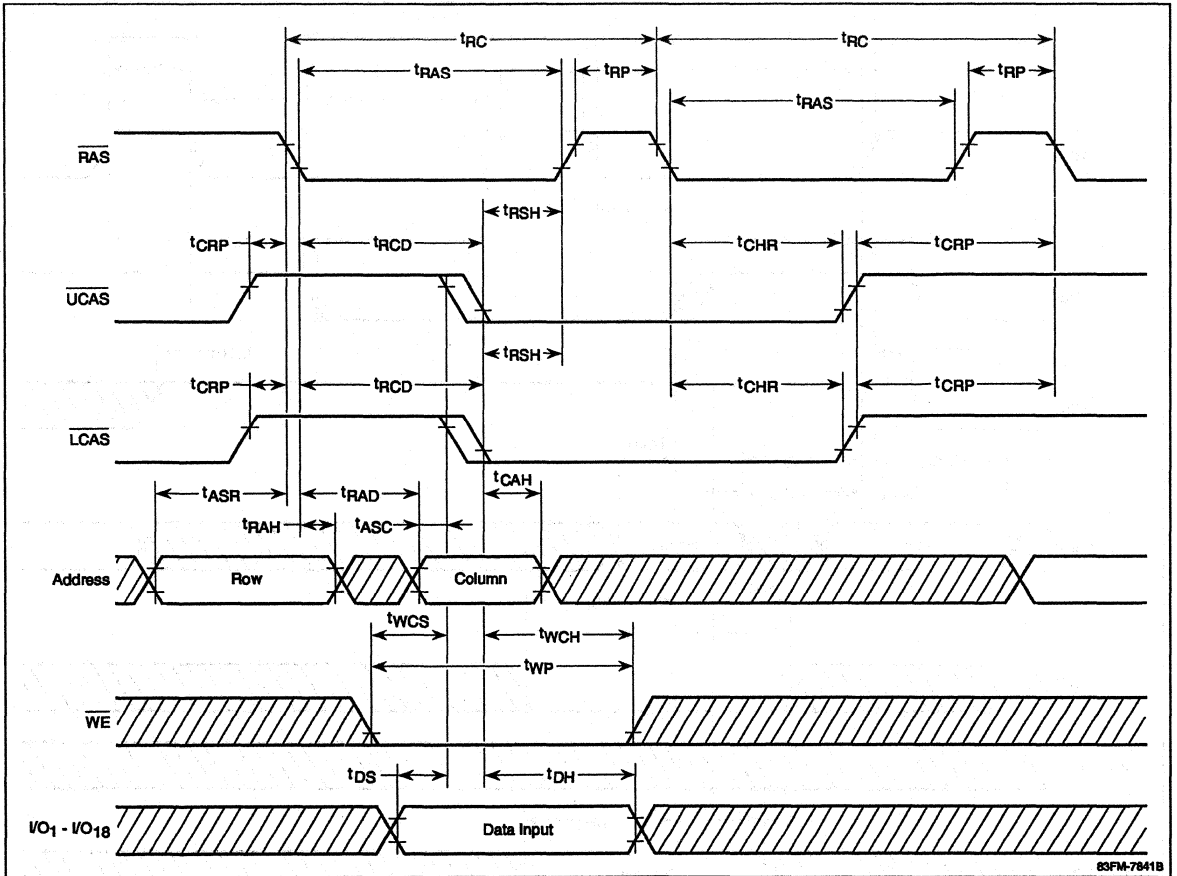 tRC tRC
tRAS tRP tRAS tRP
RAS
tRSH
tCRP tRCD tCHR tCRP
UCAS
tRSH
tCRP tRCD tCHR tCRP
LCAS
tCAH
tASR tRAD
tRAH tASC
Address Row Column
tWCS tWCH
tWP
WE
tDS tDH
I/O1 - I/O18 Data Input
83FM-7841B